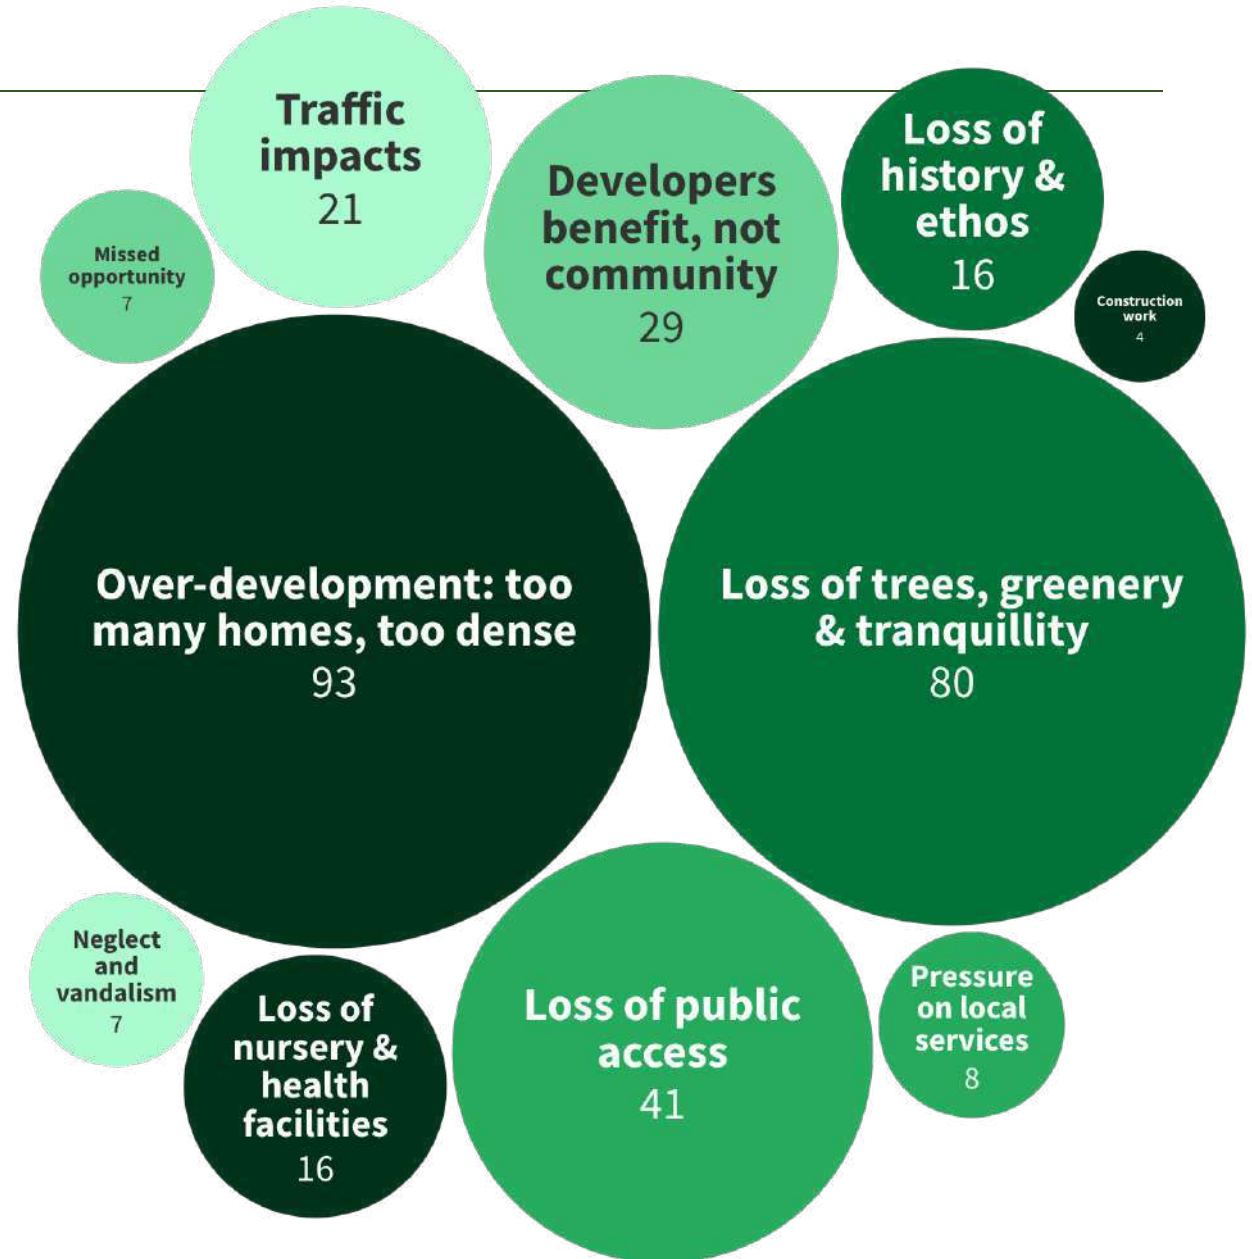 Traffic
impacts
21
Developers
benefit, not
community
29
Loss of
history &
ethos
16
Missed
opportunity
7
Construction
work
4
Over-development: too
many homes, too dense
93
Loss of trees, greenery
& tranquillity
80
Neglect
and
vandalism
7
Loss of
nursery &
health
facilities
16
Loss of public
access
41
Pressure
on local
services
8